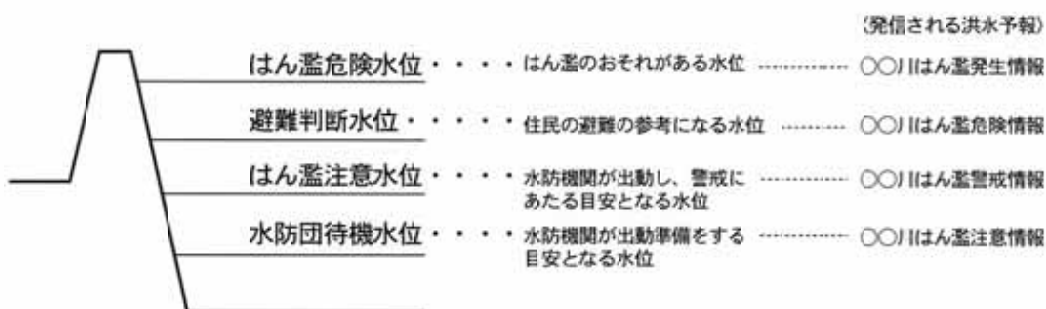 (発信される洪水予報)
はん濫危険水位・・・・はん濫のおそれがある水位 ………… ○○川はん濫発生情報
避難判断水位・・・・・住民の避難の参考になる水位 ……… ○○川はん濫危険情報
はん濫注意水位・・・・水防機関が出動し、警戒に ………… ○○川はん濫警戒情報
あたる目安となる水位
水防団待機水位・・・・水防機関が出動準備をする ………… ○○川はん濫注意情報
目安となる水位